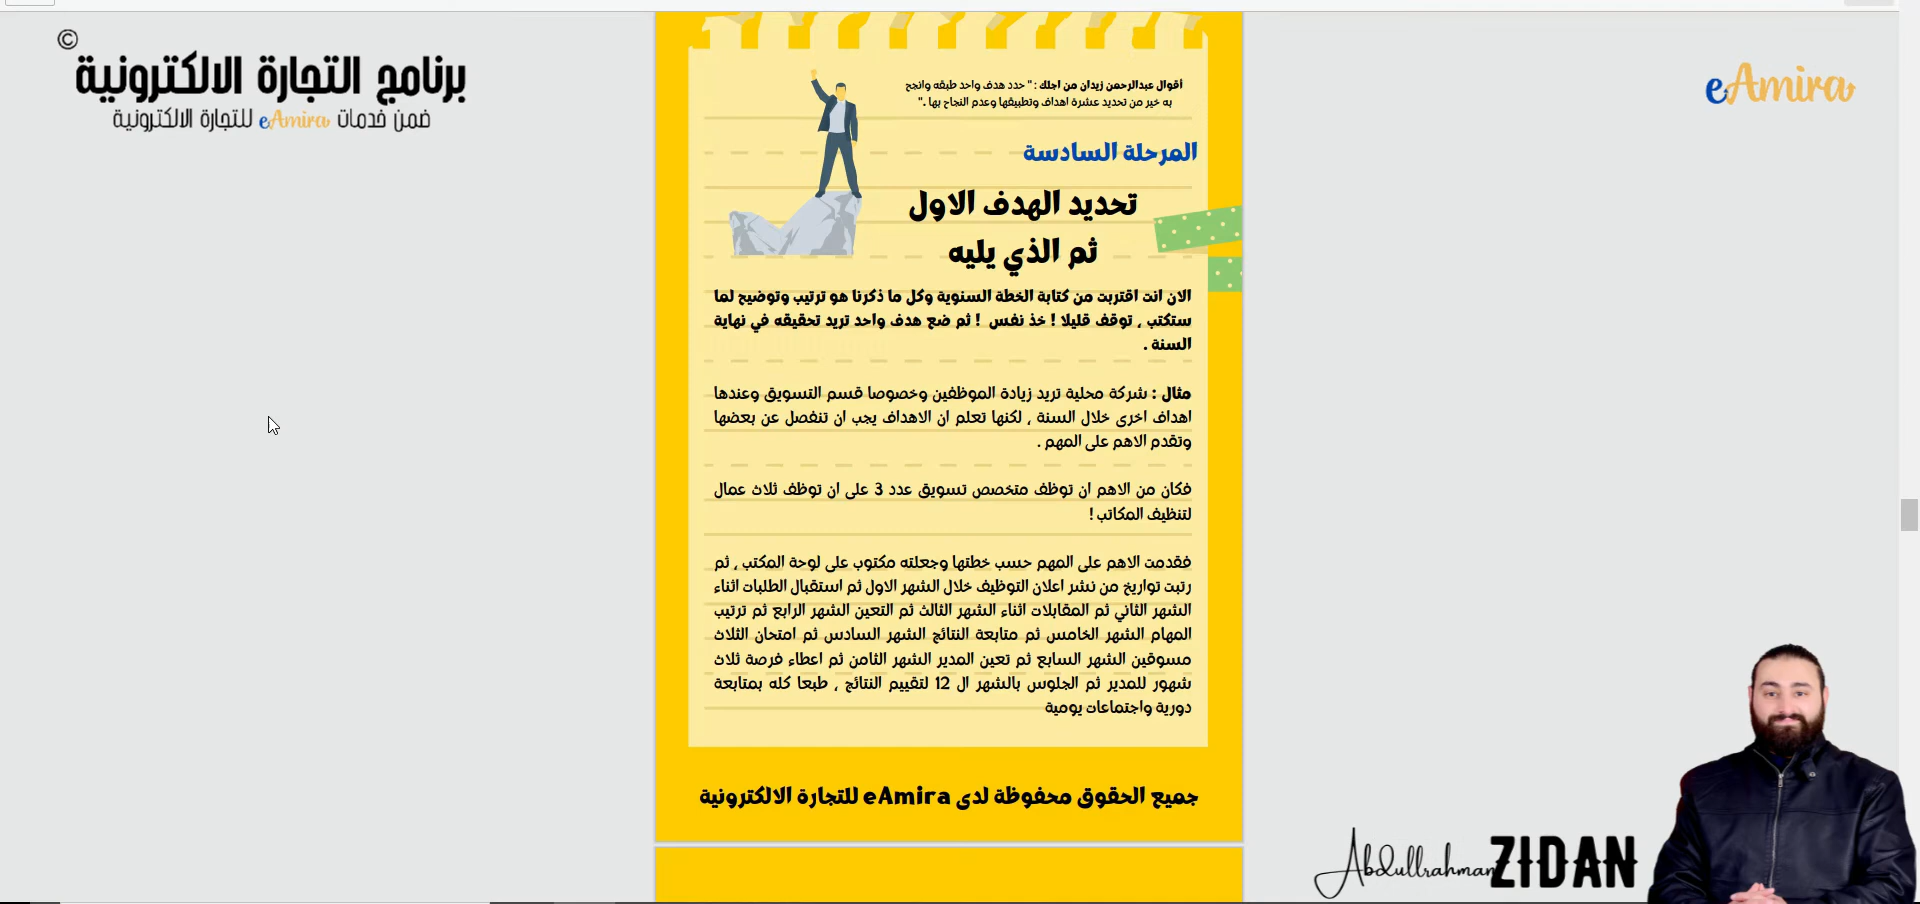 ©
برنامج التجارة الالكترونية
ضمن خدمات eAmira للتجارة الالكترونية
eAmira
أقوال عبدالرحمن زيدان من اجلك : " حدد هدف واحد طبقه وانجح
به خير من تحديد عشرة اهداف وتطبيقها وعدم النجاح بها ."
المرحلة السادسة
تحديد الهدف الاول
ثم الذي يليه
الان انت اقتربت من كتابة الخطة السنوية وكل ما ذكرنا هو ترتيب وتوضيح لما
ستكتب , توقف قليلا ! خذ نفس ! ثم ضع هدف واحد تريد تحقيقه في نهاية
السنة .
مثال : شركة محلية تريد زيادة الموظفين وخصوصا قسم التسويق وعندها
اهداف اخرى خلال السنة , لكنها تعلم ان الاهداف يجب ان تنفصل عن بعضها
وتقدم الاهم على المهم .
فكان من الاهم ان توظف متخصص تسويق عدد 3 على ان توظف ثلاث عمال
لتنظيف المكاتب !
فقدمت الاهم على المهم حسب خطتها وجعلته مكتوب على لوحة المكتب , ثم
رتبت تواريخ من نشر اعلان التوظيف خلال الشهر الاول ثم استقبال الطلبات اثناء
الشهر الثاني ثم المقابلات اثناء الشهر الثالث ثم التعين الشهر الرابع ثم ترتيب
المهام الشهر الخامس ثم متابعة النتائج الشهر السادس ثم امتحان الثلاث
مسوقين الشهر السابع ثم تعين المدير الشهر الثامن ثم اعطاء فرصة ثلاث
شهور للمدير ثم الجلوس بالشهر ال 12 لتقييم النتائج , طبعا كله بمتابعة
دورية واجتماعات يومية
جميع الحقوق محفوظة لدى eAmira للتجارة الالكترونية
Abdullrahman ZIDAN